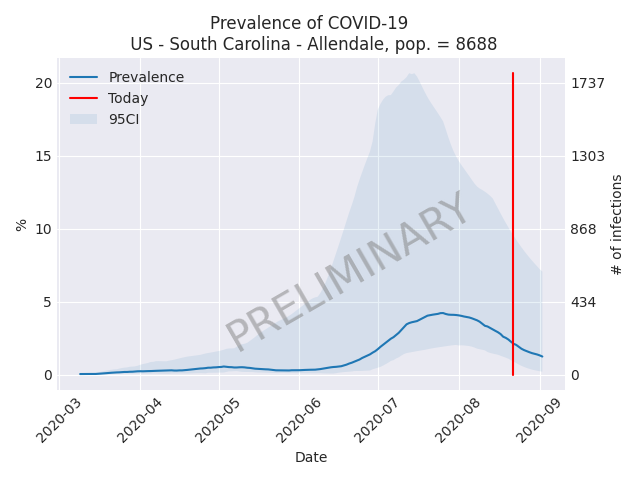 Prevalence of COVID-19
US - South Carolina - Allendale, pop. = 8688
Prevalence
Today
95CI
20
15
10
5
0
%
1737
1303
868
434
0
# of infections
PRELIMINARY
2020-03
2020-04
2020-05
2020-06
2020-07
2020-08
2020-09
Date